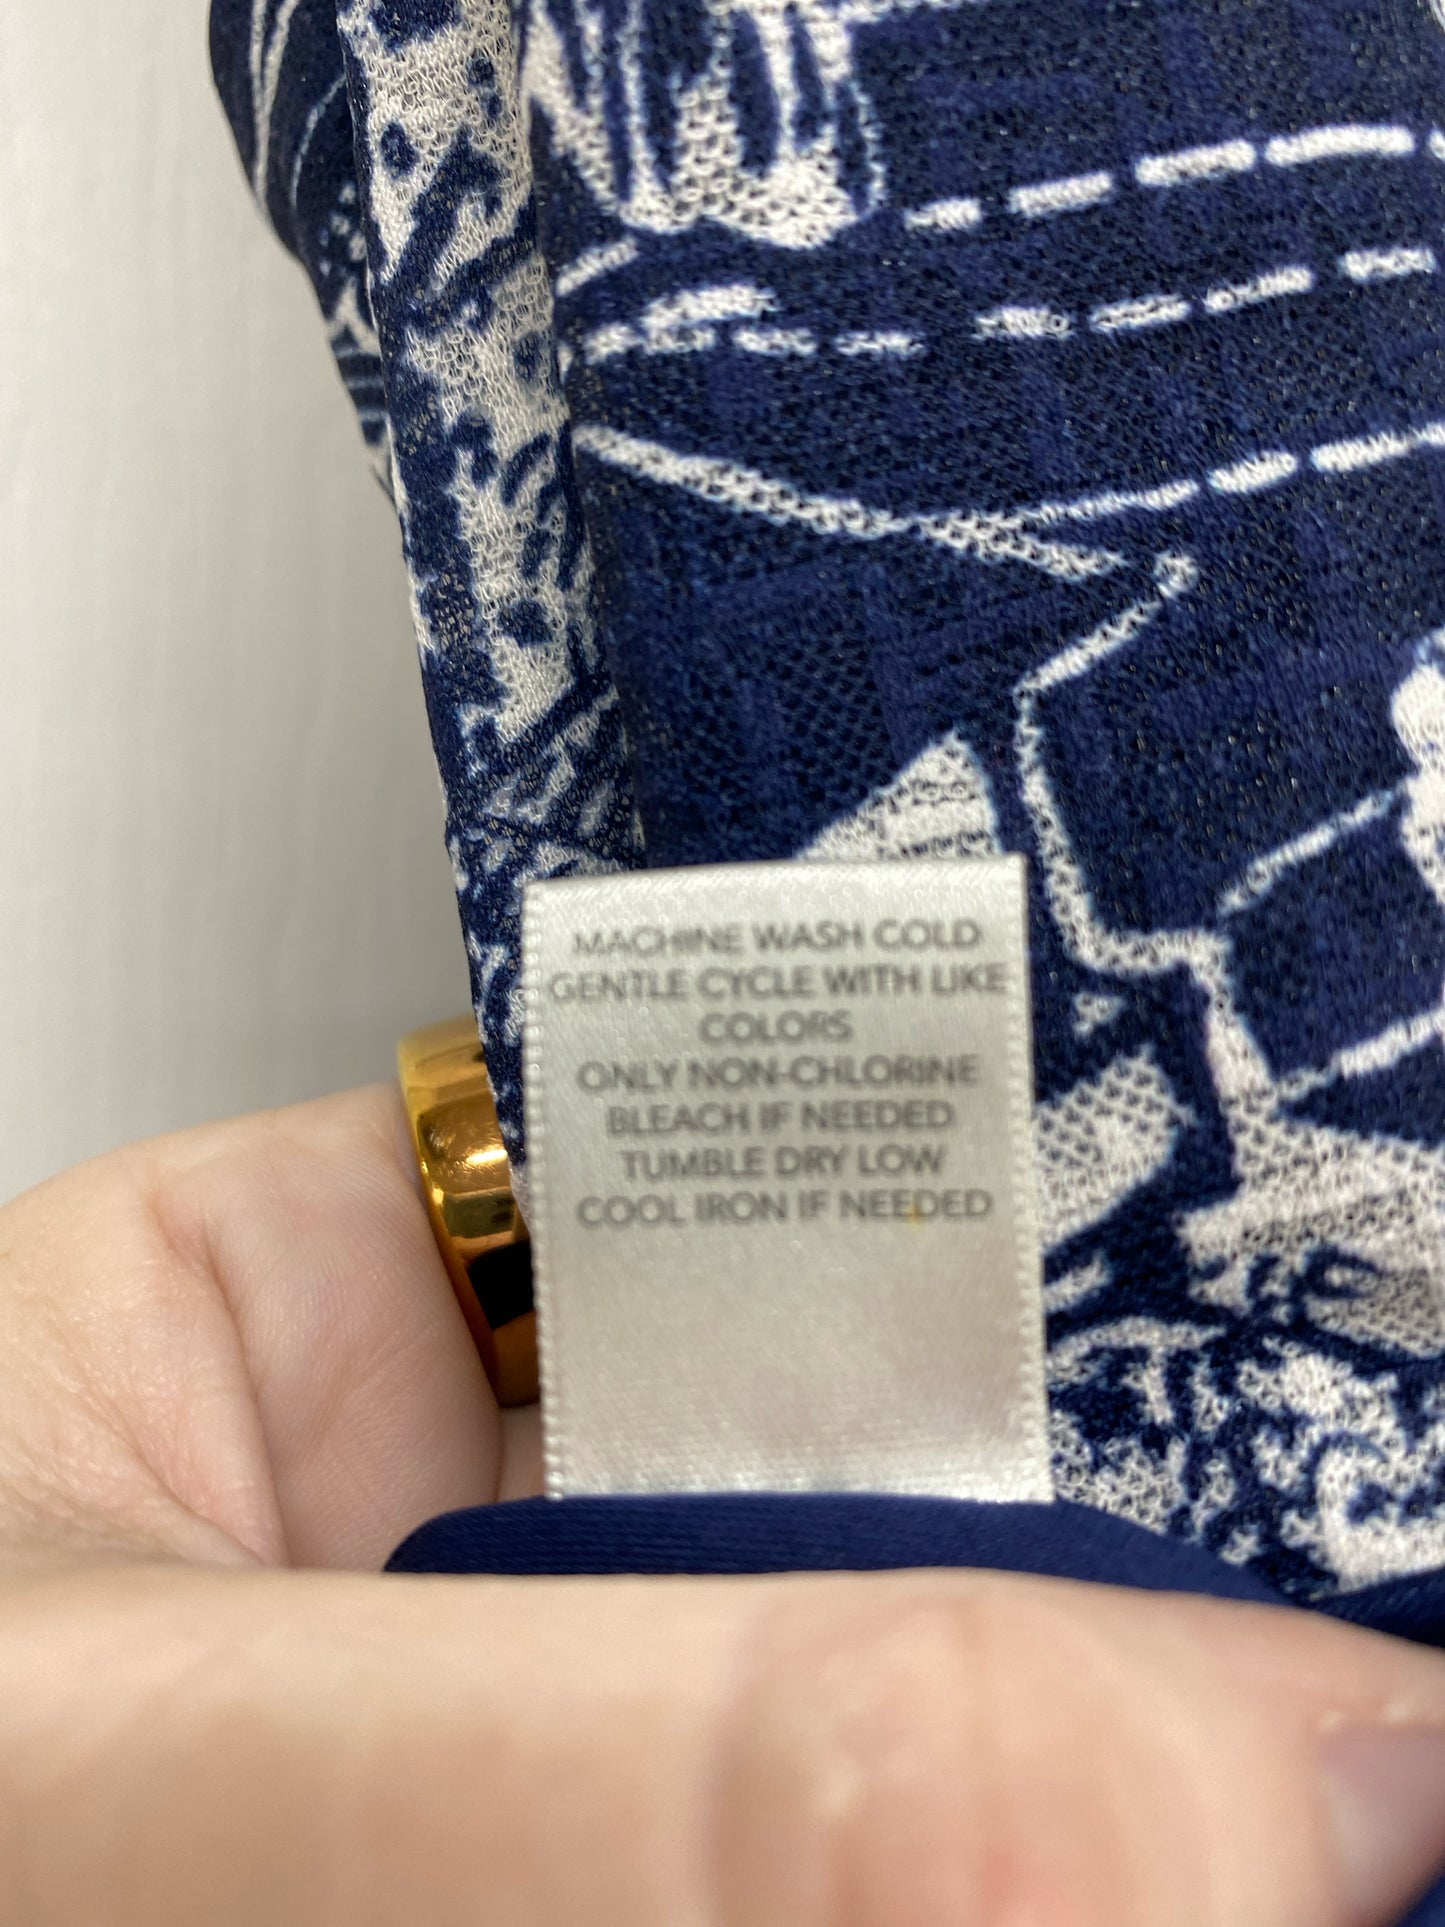 MACHINE WASH COLD
GENTLE CYCLE WITH LIKE
COLORS
ONLY NON-CHLORINE
BLEACH IF NEEDED
TUMBLE DRY LOW
COOL IRON IF NEEDED